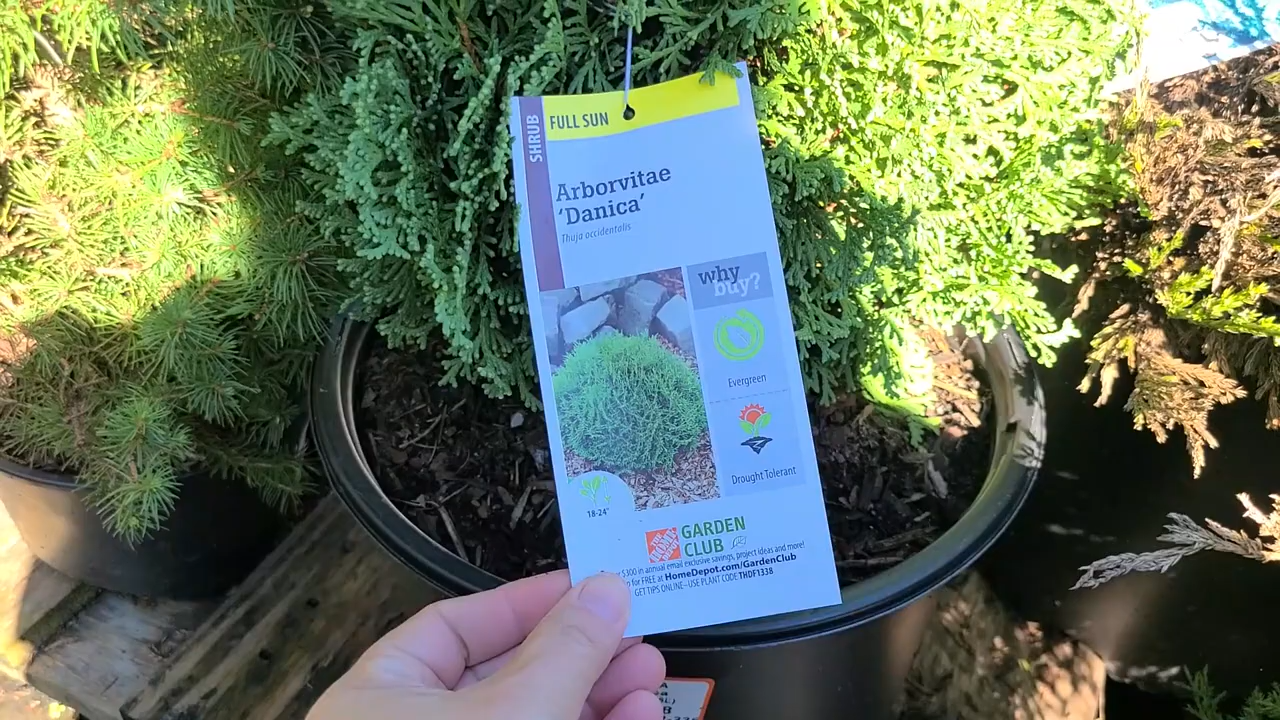 SHRUB
FULL SUN
Arborvitae
‘Danica’
Thuja occidentalis
why
buy?
Evergreen
Drought Tolerant
18-24"
GARDEN
CLUB
$300 in annual email exclusive savings, project ideas and more!
for FREE at HomeDepot.com/GardenClub
GET TIPS ONLINE—USE PLANT CODE: THDF1338